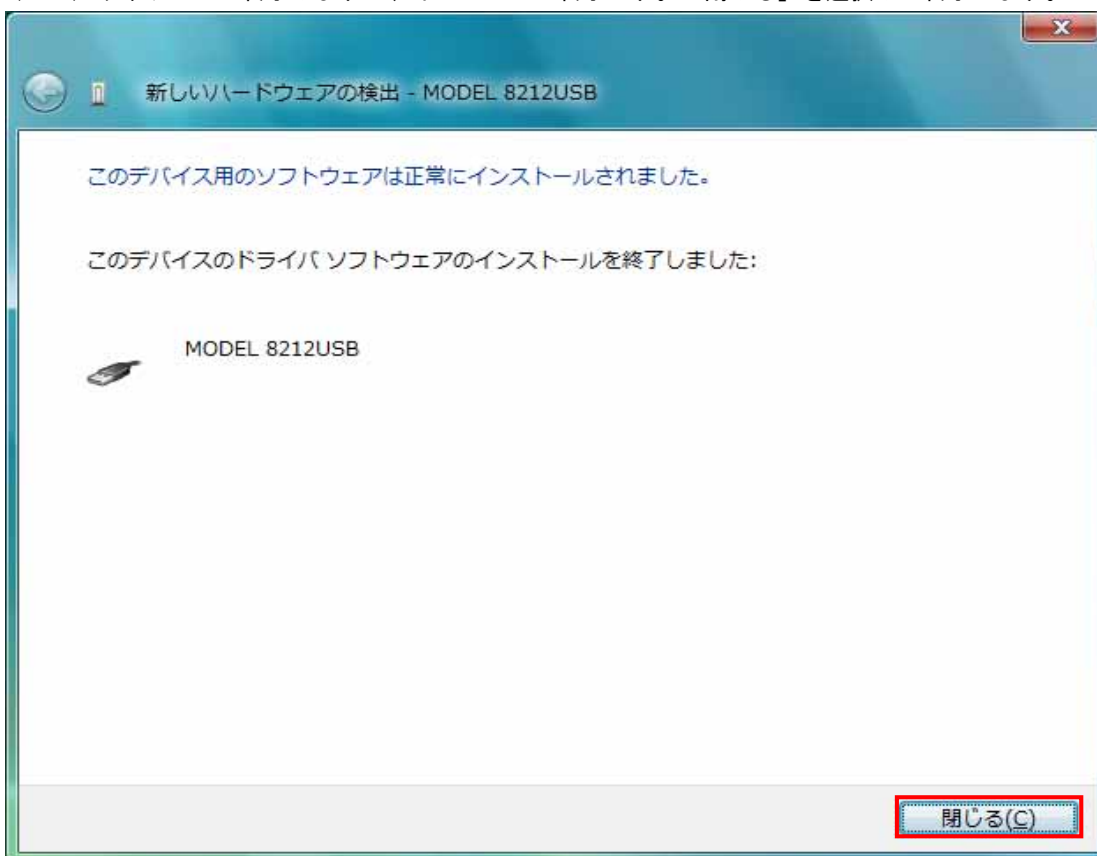 新しいハードウェアの検出 - MODEL 8212USB
このデバイス用のソフトウェアは正常にインストールされました。
このデバイスのドライバ ソフトウェアのインストールを終了しました:
MODEL 8212USB
閉じる(C)